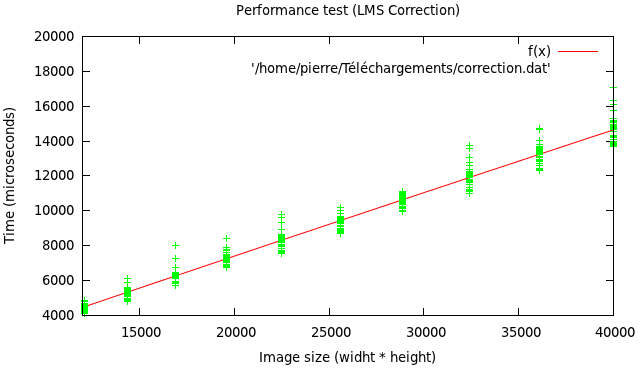 Performance test (LMS Correction)
20000
18000
16000
14000
12000
10000
8000
6000
4000
Time (microseconds)
f(x)
'/home/pierre/Téléchargements/correction.dat'
15000 20000 25000 30000 35000 40000
Image size (widht * height)